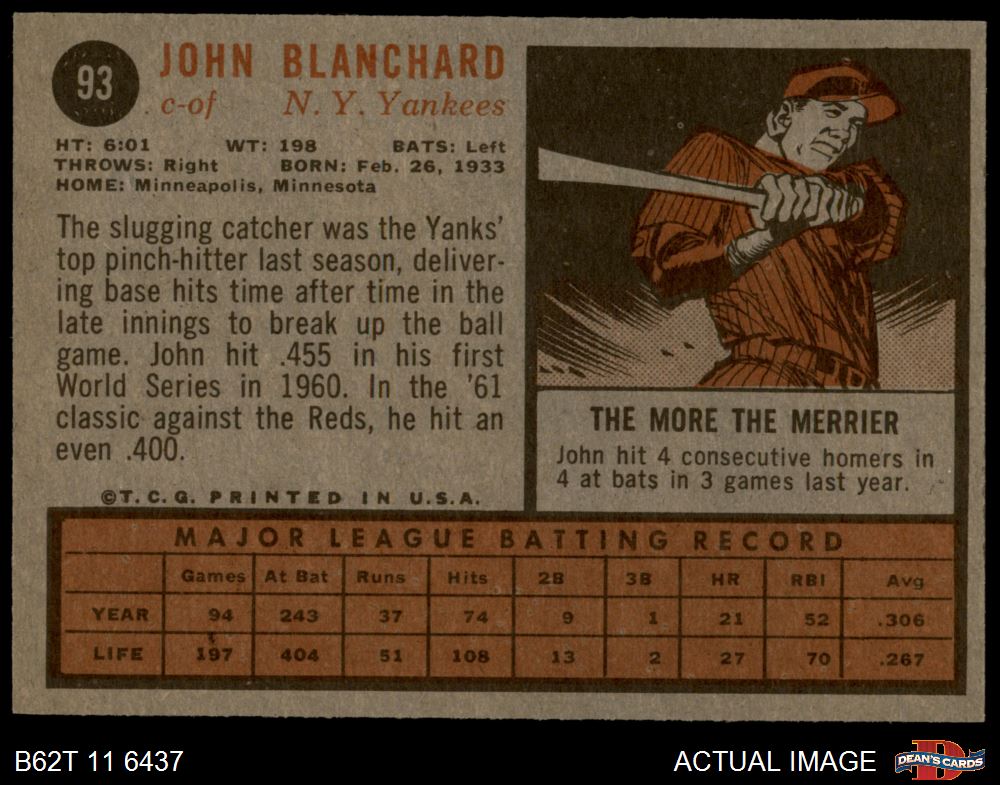 93
JOHN BLANCHARD
c-of N. Y. Yankees
HT: 6:01 WT: 198 BATS: Left
THROWS: Right BORN: Feb. 26, 1933
HOME: Minneapolis, Minnesota
The slugging catcher was the Yanks'
top pinch-hitter last season, deliver-
ing base hits time after time in the
late innings to break up the ball
game. John hit .455 in his first
World Series in 1960. In the '61
classic against the Reds, he hit an
even .400.
©T. C. G. PRINTED IN U.S.A.
THE MORE THE MERRIER
John hit 4 consecutive homers in
4 at bats in 3 games last year.
MAJOR LEAGUE BATTING RECORD
Games At Bat Runs Hits 2B 3B HR RBI Avg
YEAR 94 243 37 74 9 1 21 52 .306
LIFE 197 404 51 108 13 2 27 70 .267
B62T 11 6437
ACTUAL IMAGE
D
DEAN'S CARDS